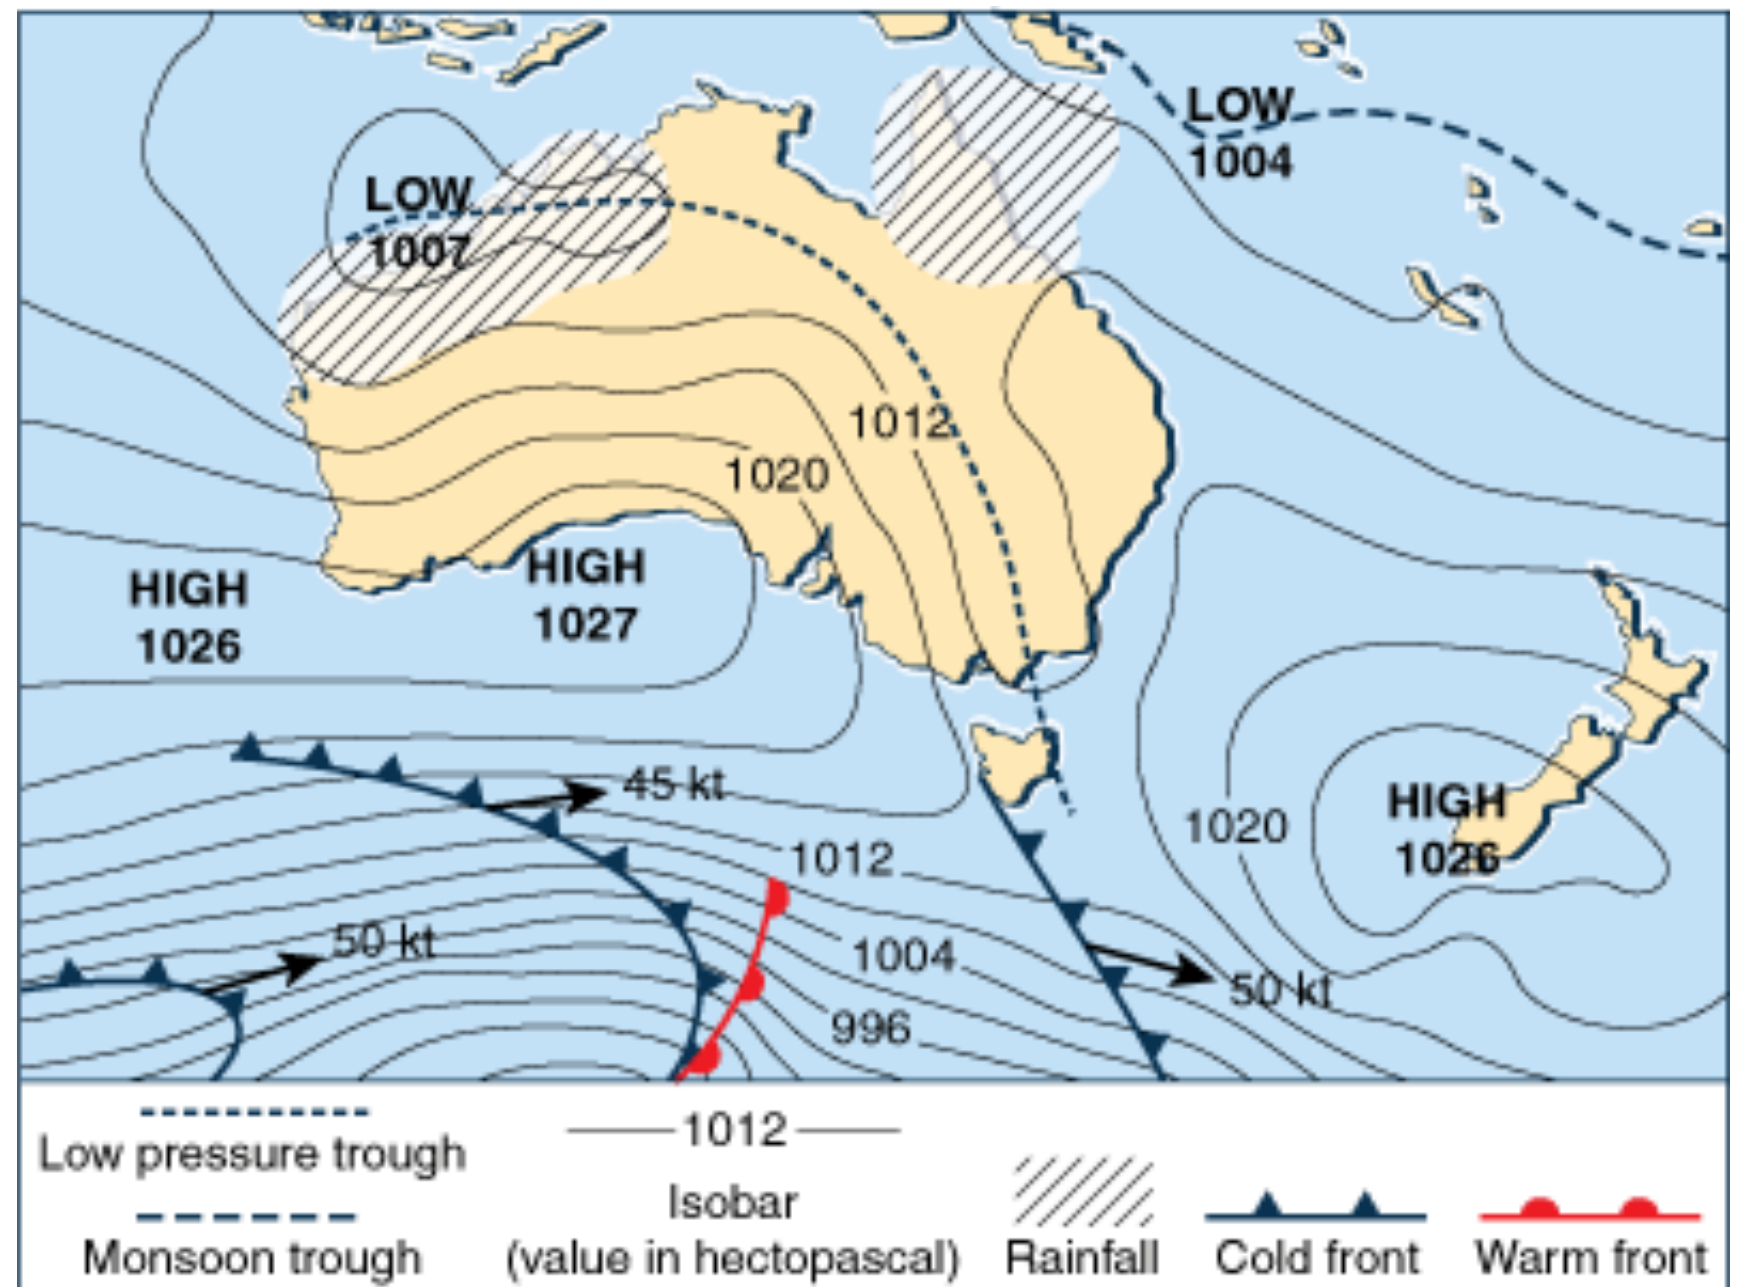 LOW
1004
LOW
1007
1012
1020
HIGH
1027
HIGH
1026
45 kt
HIGH
1026
1020
1012
50 kt
1004
50 kt
996
Low pressure trough
Monsoon trough
1012
Isobar
(value in hectopascal)
Rainfall
Cold front
Warm front